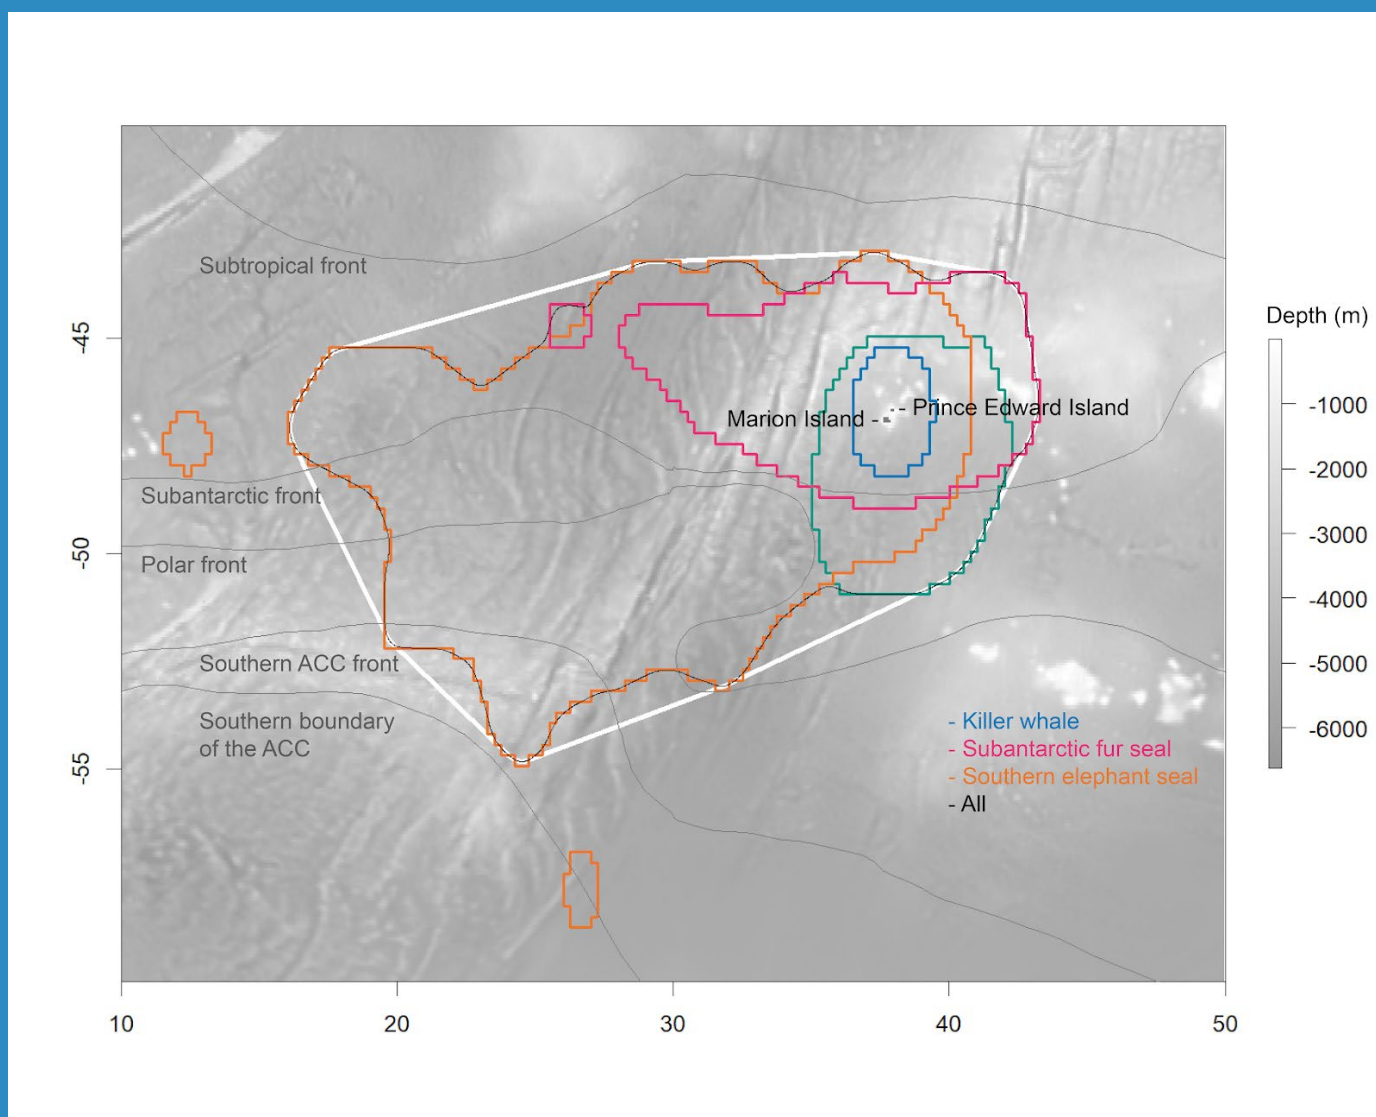 Subtropical front
Depth (m)
-45
-1000
- Prince Edward Island
Marion Island -
-2000
Subantarctic front
-3000
-50
Polar front
-4000
Southern ACC front
-5000
Southern boundary
of the ACC
- Killer whale
-6000
- Subantarctic fur seal
-55
- Southern elephant seal
- All
10
20
30
40
50